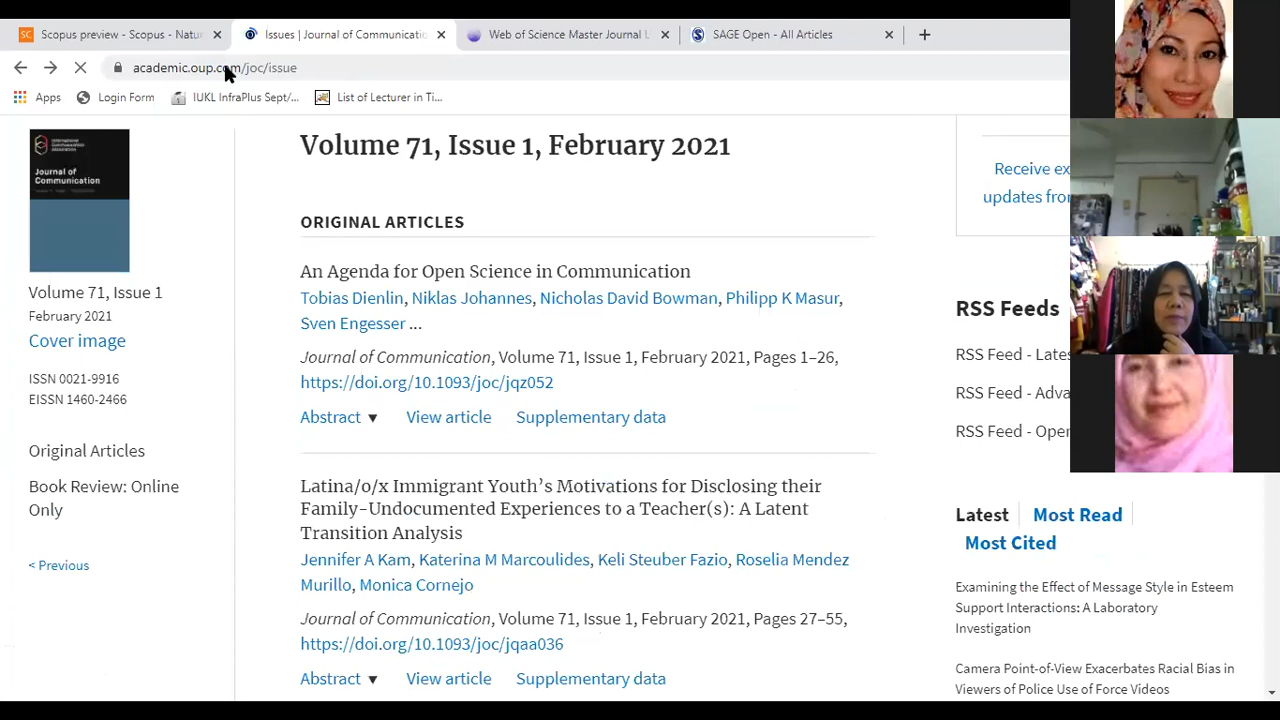 Scopus preview - Scopus - Natu
Issues | Journal of Communicatio
Web of Science Master Journal L
SAGE Open - All Articles
academic.oup.com/joc/issue
Apps
Login Form
IUKL InfraPlus Sept/...
List of Lecturer in Ti...
International
Communication
Association
Journal of
Communication
Volume 71, Issue 1
February 2021
Cover image
ISSN 0021-9916
EISSN 1460-2466
Original Articles
Book Review: Online
Only
< Previous
Volume 71, Issue 1, February 2021
ORIGINAL ARTICLES
An Agenda for Open Science in Communication
Tobias Dienlin, Niklas Johannes, Nicholas David Bowman, Philipp K Masur,
Sven Engesser ...
Journal of Communication, Volume 71, Issue 1, February 2021, Pages 1–26,
https://doi.org/10.1093/joc/jqz052
Abstract ▼ View article Supplementary data
Latina/o/x Immigrant Youth’s Motivations for Disclosing their
Family-Undocumented Experiences to a Teacher(s): A Latent
Transition Analysis
Jennifer A Kam, Katerina M Marcoulides, Keli Steuber Fazio, Roselia Mendez
Murillo, Monica Cornejo
Journal of Communication, Volume 71, Issue 1, February 2021, Pages 27–55,
https://doi.org/10.1093/joc/jqaa036
Abstract ▼ View article Supplementary data
Receive ex
updates fro
RSS Feeds
RSS Feed - Late
RSS Feed - Adva
RSS Feed - Ope
Latest Most Read
Most Cited
Examining the Effect of Message Style in Esteem
Support Interactions: A Laboratory
Investigation
Camera Point-of-View Exacerbates Racial Bias in
Viewers of Police Use of Force Videos